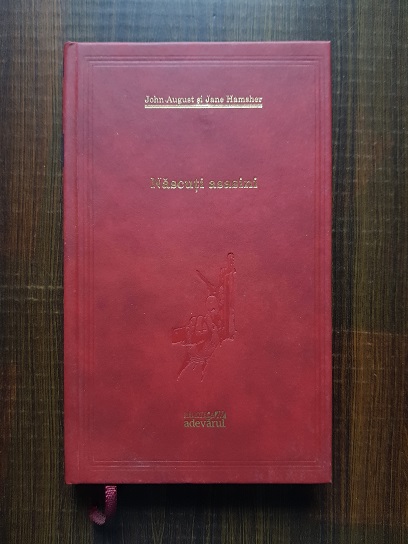 John August și Jane Hamsher
Născuți asasini
adevărul